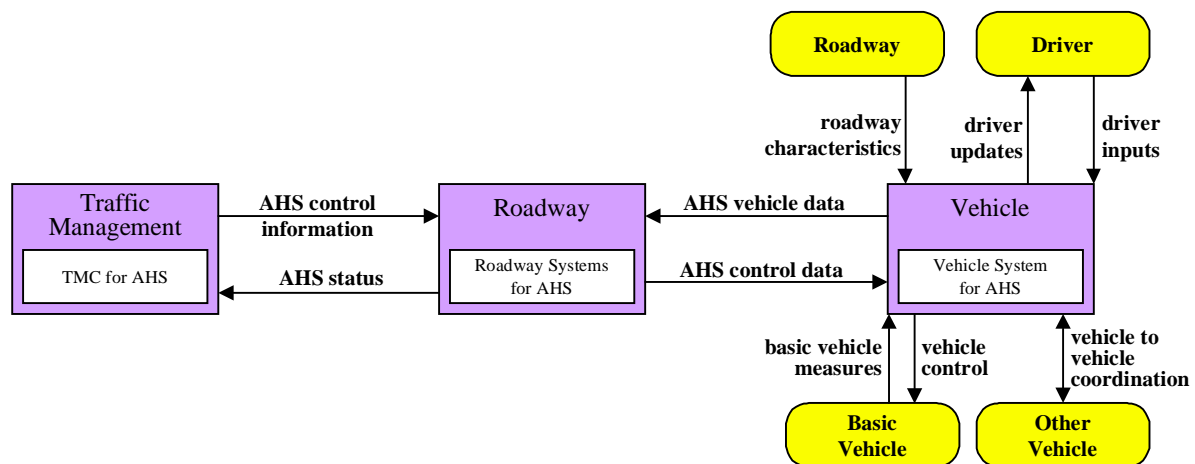 Roadway
Driver
roadway
characteristics
driver
updates
driver
inputs
Traffic
Management
TMC for AHS
AHS control
information
AHS status
Roadway
Roadway Systems
for AHS
AHS vehicle data
AHS control data
Vehicle
Vehicle System
for AHS
basic vehicle
measures
vehicle
control
vehicle to
vehicle
coordination
Basic
Vehicle
Other
Vehicle